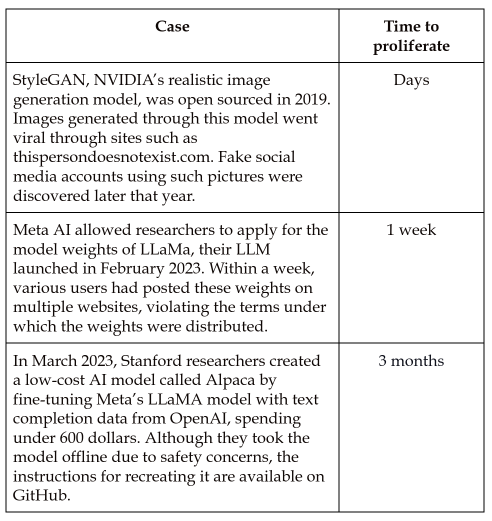 Case
Time to
proliferate
StyleGAN, NVIDIA's realistic image
generation model, was open sourced in 2019.
Images generated through this model went
viral through sites such as
thispersondoesnotexist.com. Fake social
media accounts using such pictures were
discovered later that year.
Days
Meta AI allowed researchers to apply for the
model weights of LLaMa, their LLM
launched in February 2023. Within a week,
various users had posted these weights on
multiple websites, violating the terms under
which the weights were distributed.
1 week
In March 2023, Stanford researchers created
a low-cost AI model called Alpaca by
fine-tuning Meta's LLaMA model with text
completion data from OpenAI, spending
under 600 dollars. Although they took the
model offline due to safety concerns, the
instructions for recreating it are available on
GitHub.
3 months